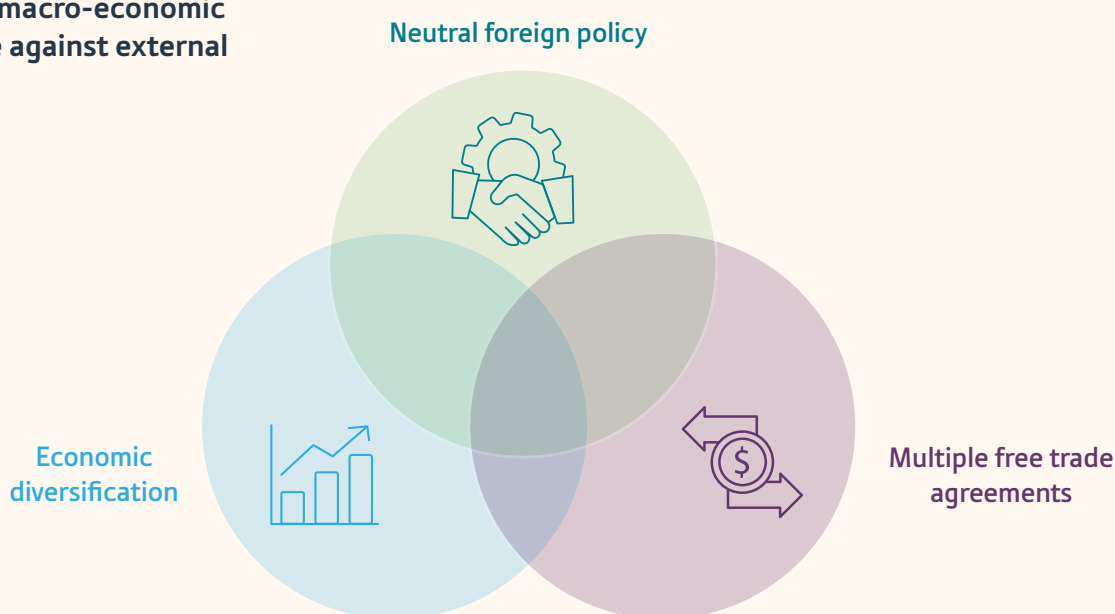 macro-economic
against external
Neutral foreign policy
Economic
diversification
Multiple free trade
agreements
$